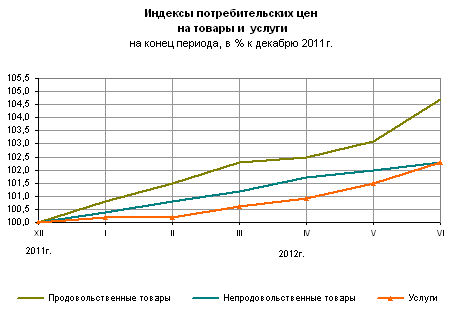 Индексы потребительских цен
на товары и услуги
на конец периода, в % к декабрю 2011г.
105,5
105,0
104,5
104,0
103,5
103,0
102,5
102,0
101,5
101,0
100,5
100,0
XII I II III IV V VI
2011г. 2012г.
Продовольственные товары Непродовольственные товары Услуги